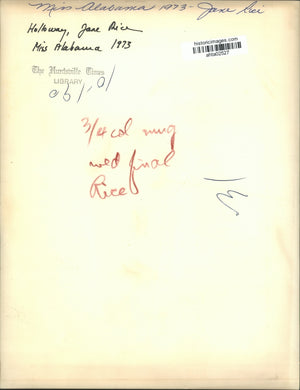 Miss Alabama 1973 - Jane Rice
Holloway, Jane Rice
Miss Alabama 1973
historicimages.com
The Huntsville Times
LIBRARY
3/4 col mug
wed final
Rice